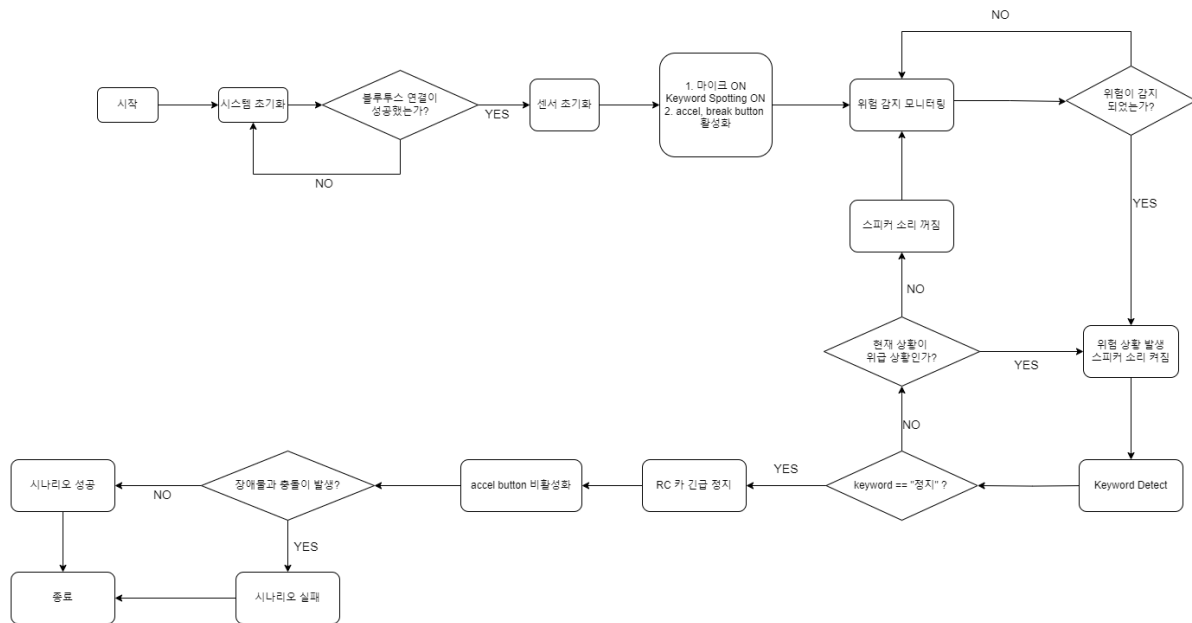 시작
시스템 초기화
블루투스 연결이
성공했는가?
NO
YES
센서 초기화
1. 마이크 ON
Keyword Spotting ON
2. accel, break button
활성화
위험 감지 모니터링
NO
위험이 감지
되었는가?
YES
스피커 소리 꺼짐
NO
현재 상황이
위급 상황인가?
YES
위험 상황 발생
스피커 소리 켜짐
NO
Keyword Detect
keyword == "정지" ?
YES
RC 카 긴급 정지
accel button 비활성화
장애물과 충돌이 발생?
NO
시나리오 성공
YES
시나리오 실패
종료